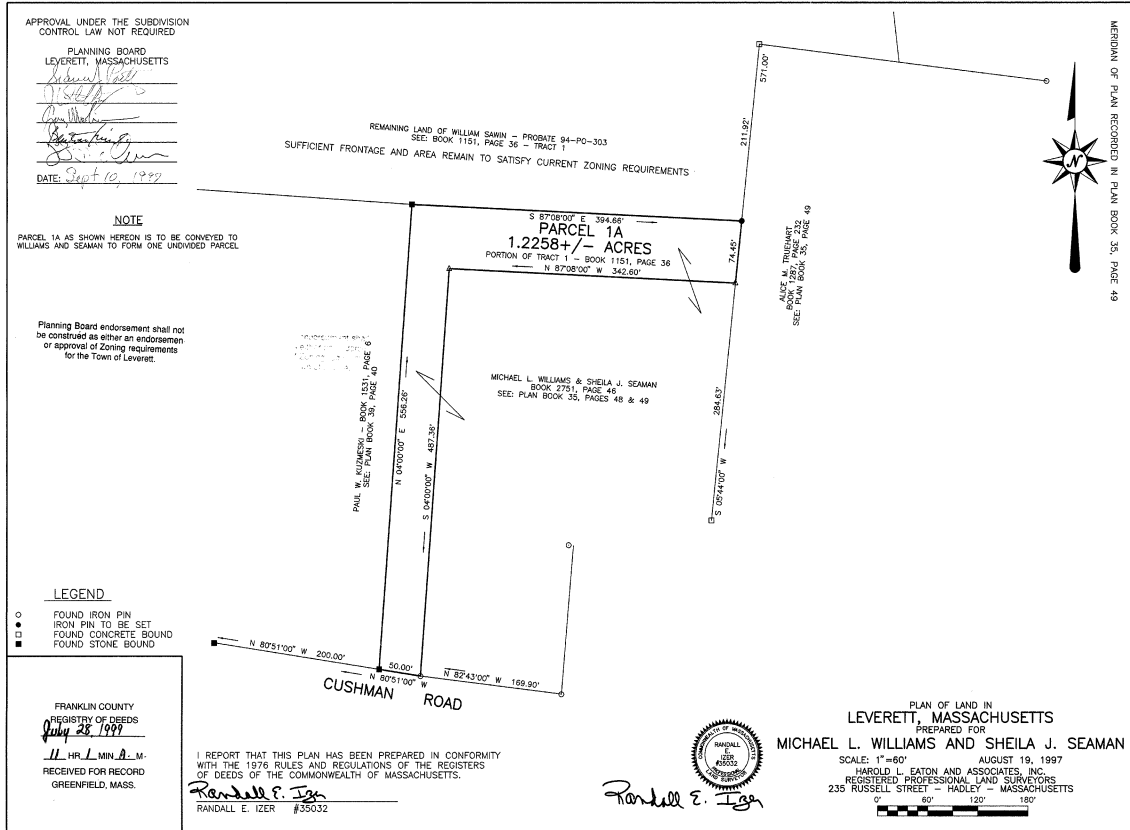 APPROVAL UNDER THE SUBDIVISION
CONTROL LAW NOT REQUIRED
PLANNING BOARD
LEVERETT, MASSACHUSETTS
DATE: Sept 10, 1997
NOTE
PARCEL 1A AS SHOWN HEREON IS TO BE CONVEYED TO
WILLIAMS AND SEAMAN TO FORM ONE UNDIVIDED PARCEL
Planning Board endorsement shall not
be construed as either an endorsemen
or approval of Zoning requirements
for the Town of Leverett.
REMAINING LAND OF WILLIAM SAWIN – PROBATE 94–PO–303
SEE: BOOK 1151, PAGE 36 – TRACT 1
SUFFICIENT FRONTAGE AND AREA REMAIN TO SATISFY CURRENT ZONING REQUIREMENTS
571.00'
211.92'
MERIDIAN OF PLAN RECORDED IN PLAN BOOK 35, PAGE 49
N
S 87°08'00" E 394.66'
PARCEL 1A
1.2258+/– ACRES
PORTION OF TRACT 1 – BOOK 1151, PAGE 36
N 87°08'00" W 342.60'
74.45'
ALICE M. TRUEHART
BOOK 1287, PAGE 232
SEE: PLAN BOOK 35, PAGE 49
MICHAEL L. WILLIAMS & SHEILA J. SEAMAN
BOOK 2751, PAGE 46
SEE: PLAN BOOK 35, PAGES 48 & 49
PAUL W. KUZMESKI – BOOK 1531, PAGE 6
SEE: PLAN BOOK 39, PAGE 40
N 04°00'00" E 556.26'
S 04°00'00" W 487.36'
284.63'
S 05°44'00" W
LEGEND
FOUND IRON PIN
IRON PIN TO BE SET
FOUND CONCRETE BOUND
FOUND STONE BOUND
N 80°51'00" W 200.00'
50.00'
N 80°51'00" W
N 82°43'00" W 169.90'
CUSHMAN ROAD
FRANKLIN COUNTY
REGISTRY OF DEEDS
July 28, 1999
11 HR 1 MIN A. M.
RECEIVED FOR RECORD
GREENFIELD, MASS.
I REPORT THAT THIS PLAN HAS BEEN PREPARED IN CONFORMITY
WITH THE 1976 RULES AND REGULATIONS OF THE REGISTERS
OF DEEDS OF THE COMMONWEALTH OF MASSACHUSETTS.
Randall E. Izer
RANDALL E. IZER #35032
COMMONWEALTH OF MASSACHUSETTS
RANDALL
E.
IZER
#35032
PROFESSIONAL
LAND SURVEYOR
Randall E. Izer
PLAN OF LAND IN
LEVERETT, MASSACHUSETTS
PREPARED FOR
MICHAEL L. WILLIAMS AND SHEILA J. SEAMAN
SCALE: 1"=60' AUGUST 19, 1997
HAROLD L. EATON AND ASSOCIATES, INC.
REGISTERED PROFESSIONAL LAND SURVEYORS
235 RUSSELL STREET – HADLEY – MASSACHUSETTS
0' 60' 120' 180'